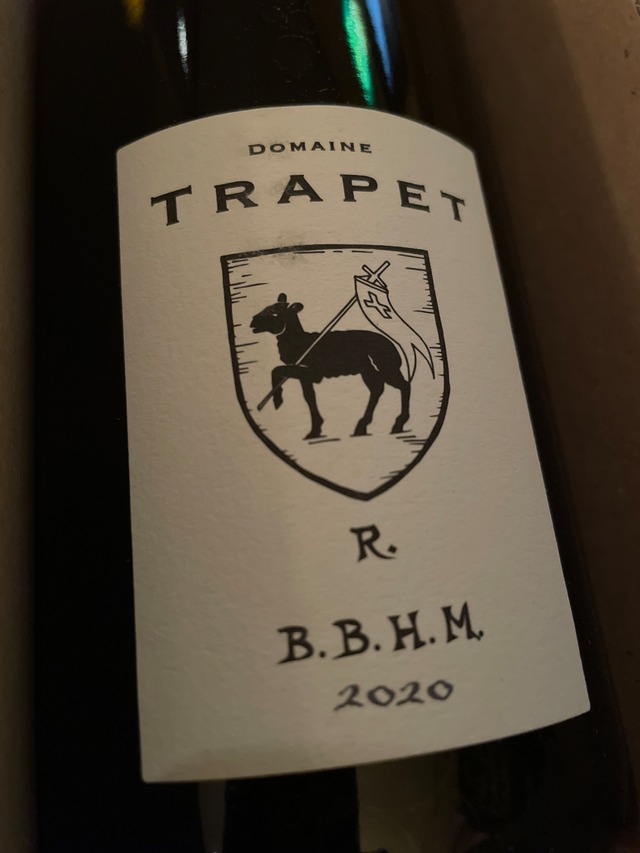 DOMAINE
TRAPET
R.
B.B.H.M.
2020